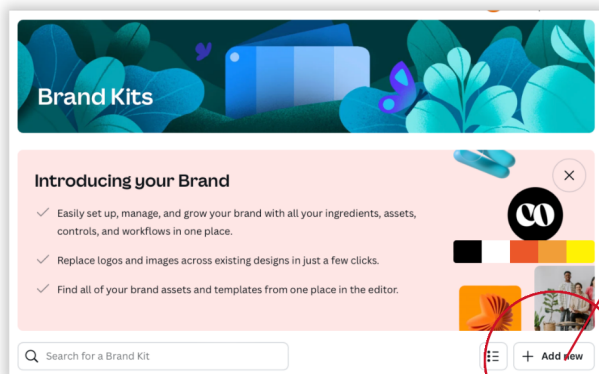 Brand Kits
Introducing your Brand
Easily set up, manage, and grow your brand with all your ingredients, assets,
controls, and workflows in one place.
Replace logos and images across existing designs in just a few clicks.
Find all of your brand assets and templates from one place in the editor.
CO
Search for a Brand Kit
Add new